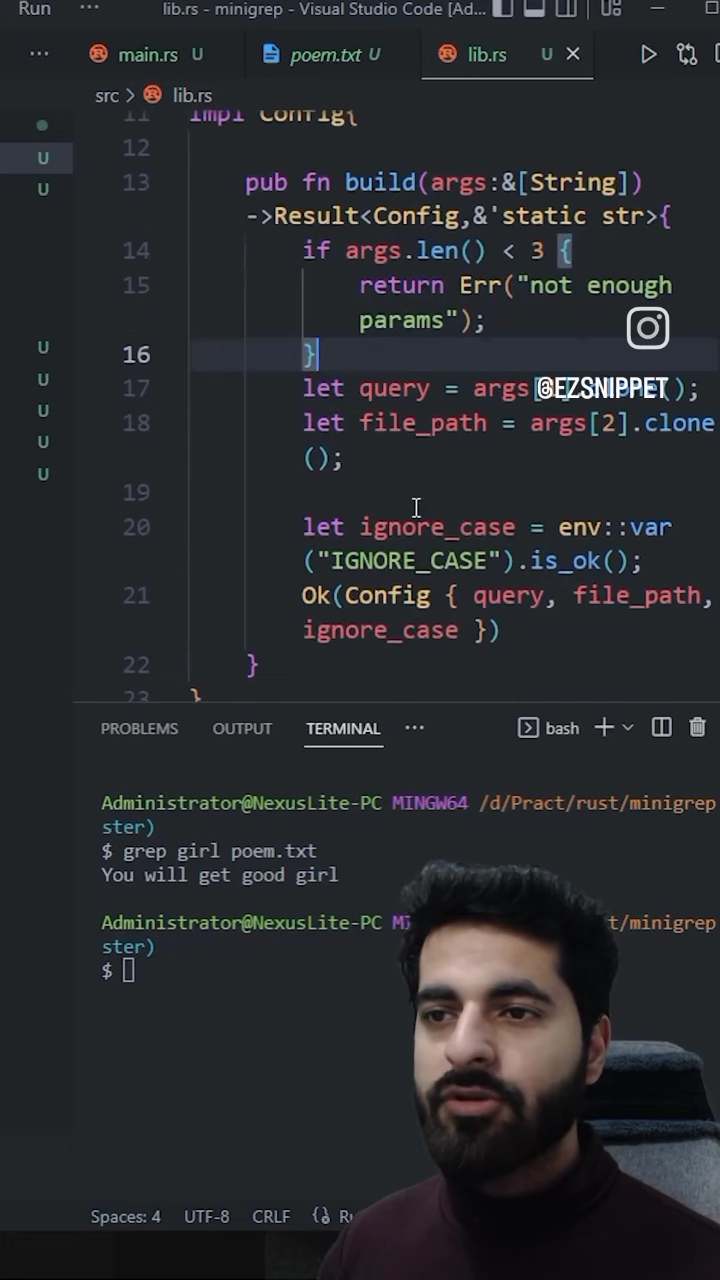 Run ··· lib.rs - minigrep - Visual Studio Code [Ad...
··· main.rs U poem.txt U lib.rs U
src > lib.rs
11 impl Config{
12
13 pub fn build(args:&[String])
->Result<Config,&'static str>{
14 if args.len() < 3 {
15 return Err("not enough
params");
16 }
@EZSNIPPET
17 let query = args[ ();
18 let file_path = args[2].clone
();
19
20 let ignore_case = env::var
("IGNORE_CASE").is_ok();
21 Ok(Config { query, file_path,
ignore_case })
22 }
23 }
U
U
U
U
U
U
U
PROBLEMS OUTPUT TERMINAL ··· bash
Administrator@NexusLite-PC MINGW64 /d/Pract/rust/minigrep
ster)
$ grep girl poem.txt
You will get good girl
Administrator@NexusLite-PC MI t/minigrep
ster)
$
Spaces: 4 UTF-8 CRLF {} Ru